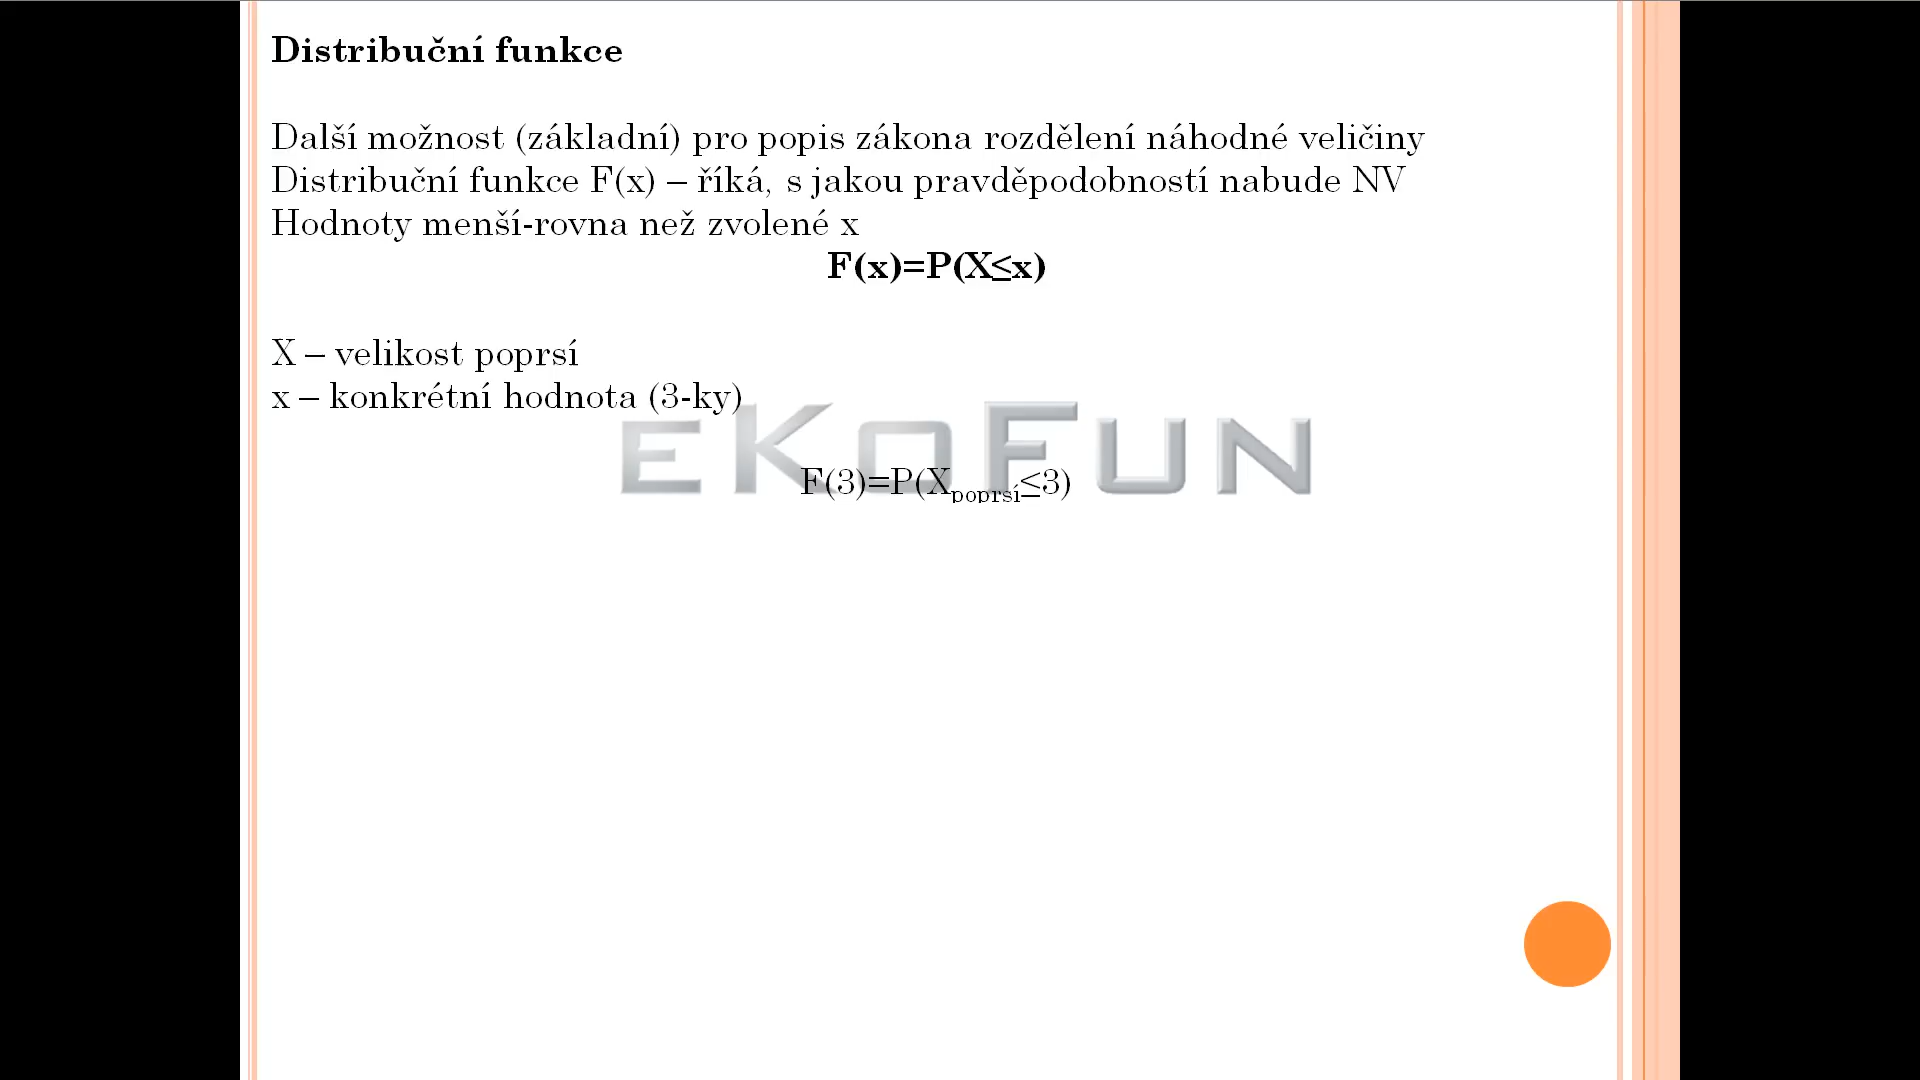 Distribuční funkce
Další možnost (základní) pro popis zákona rozdělení náhodné veličiny
Distribuční funkce F(x) – říká, s jakou pravděpodobností nabude NV
Hodnoty menší-rovna než zvolené x
F(x)=P(X≤x)
X – velikost poprsí
x – konkrétní hodnota (3-ky)
EKOFUN
F(3)=P(Xpoprsí≤3)